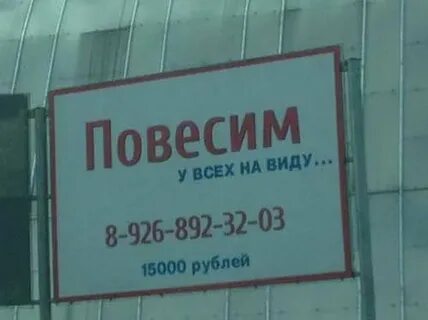 Повесим
у всех на виду...
8-926-892-32-03
15000 рублей